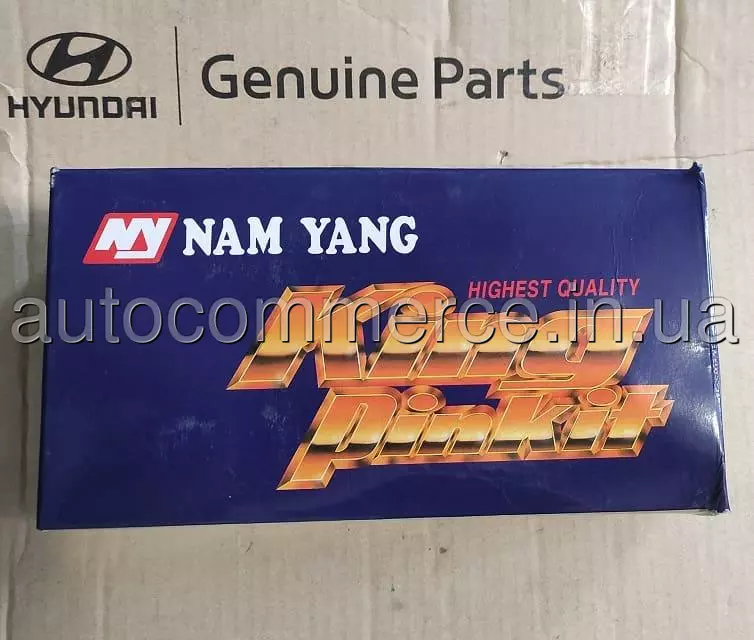 HYUNDAI
Genuine Parts
NY NAM YANG
HIGHEST QUALITY
autocommerce.in.ua
King
PinKit